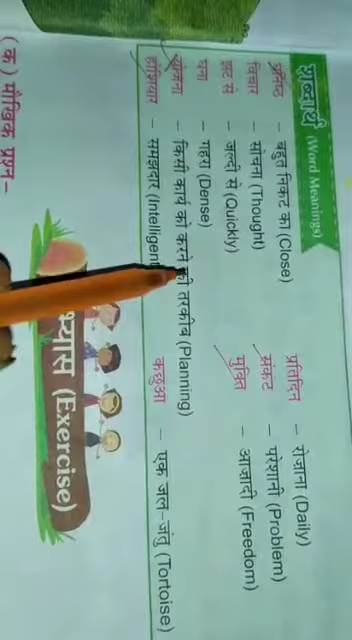 शब्दार्थ (Word Meanings)
घनिष्ठ – बहुत निकट का (Close)
विचार – सोचना (Thought)
झट से – जल्दी से (Quickly)
घना – गहरा (Dense)
योजना – किसी कार्य को करने की तरकीब (Planning)
होशियार – समझदार (Intelligent
प्रतिदिन – रोजाना (Daily)
संकट – परेशानी (Problem)
मुक्ति – आजादी (Freedom)
कछुआ – एक जल-जंतु (Tortoise)
(Exercise)
(क) मौखिक प्रश्न–